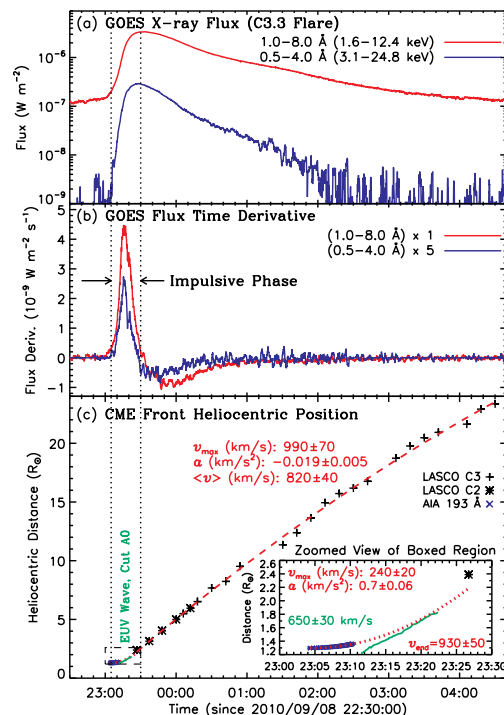 (a) GOES X-ray Flux (C3.3 Flare)
1.0-8.0 Å (1.6-12.4 keV)
0.5-4.0 Å (3.1-24.8 keV)
Flux (W m⁻²)
10⁻⁶
10⁻⁷
10⁻⁸
10⁻⁹
(b) GOES Flux Time Derivative
(1.0-8.0 Å) x 1
(0.5-4.0 Å) x 5
Impulsive Phase
Flux Deriv. (10⁻⁹ W m⁻² s⁻¹)
5
4
3
2
1
0
-1
(c) CME Front Heliocentric Position
v_max (km/s): 990±70
a (km/s²): -0.019±0.005
<v> (km/s): 820±40
LASCO C3 +
LASCO C2 ✱
AIA 193 Å ×
Heliocentric Distance (R☉)
20
15
10
5
0
EUV Wave, Cut A0
Zoomed View of Boxed Region
v_max (km/s): 240±20
a (km/s²): 0.7±0.06
650±30 km/s
v_end=930±50
Distance (R☉)
2.6
2.4
2.2
2.0
1.8
1.6
1.4
1.2
23:00 23:05 23:10 23:15 23:20 23:25 23:30
23:00 00:00 01:00 02:00 03:00 04:00
Time (since 2010/09/08 22:30:00)